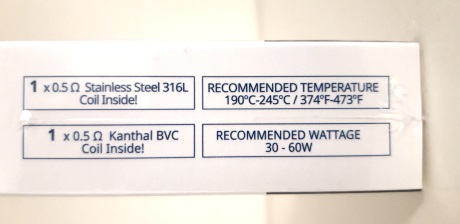 1 x 0.5 Ω Stainless Steel 316L
Coil Inside!
RECOMMENDED TEMPERATURE
190°C-245°C / 374°F-473°F
1 x 0.5 Ω Kanthal BVC
Coil Inside!
RECOMMENDED WATTAGE
30 - 60W